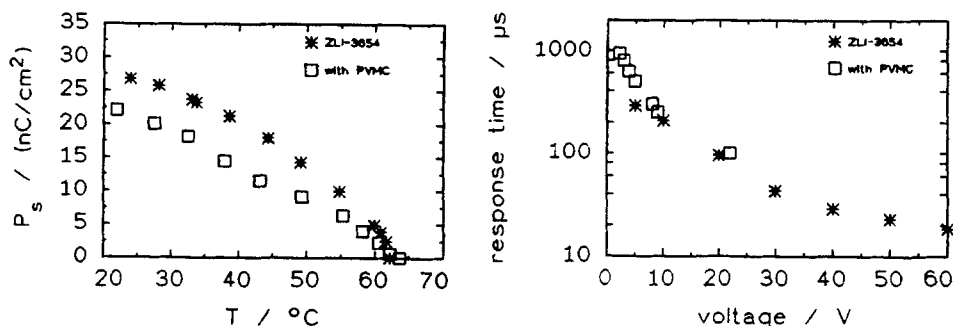 35
30
25
20
15
10
5
0
P_s / (nC/cm²)
ZLI-3654
with PVMC
20 30 40 50 60 70
T / °C
1000
100
10
response time / μs
ZLI-3654
with PVMC
0 10 20 30 40 50 60
voltage / V